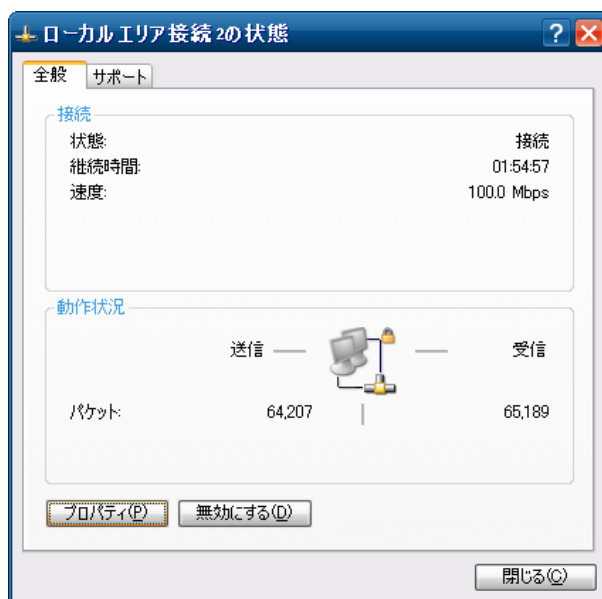 ローカル エリア接続 2の状態
全般 サポート
接続
状態: 接続
継続時間: 01:54:57
速度: 100.0 Mbps
動作状況
送信 受信
パケット: 64,207 65,189
プロパティ(P) 無効にする(D)
閉じる(C)